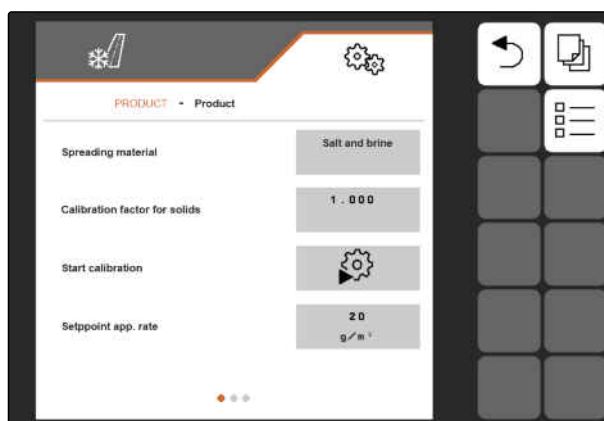 PRODUCT - Product
Spreading material
Salt and brine
Calibration factor for solids
1.000
Start calibration
Setppoint app. rate
20
g/m²